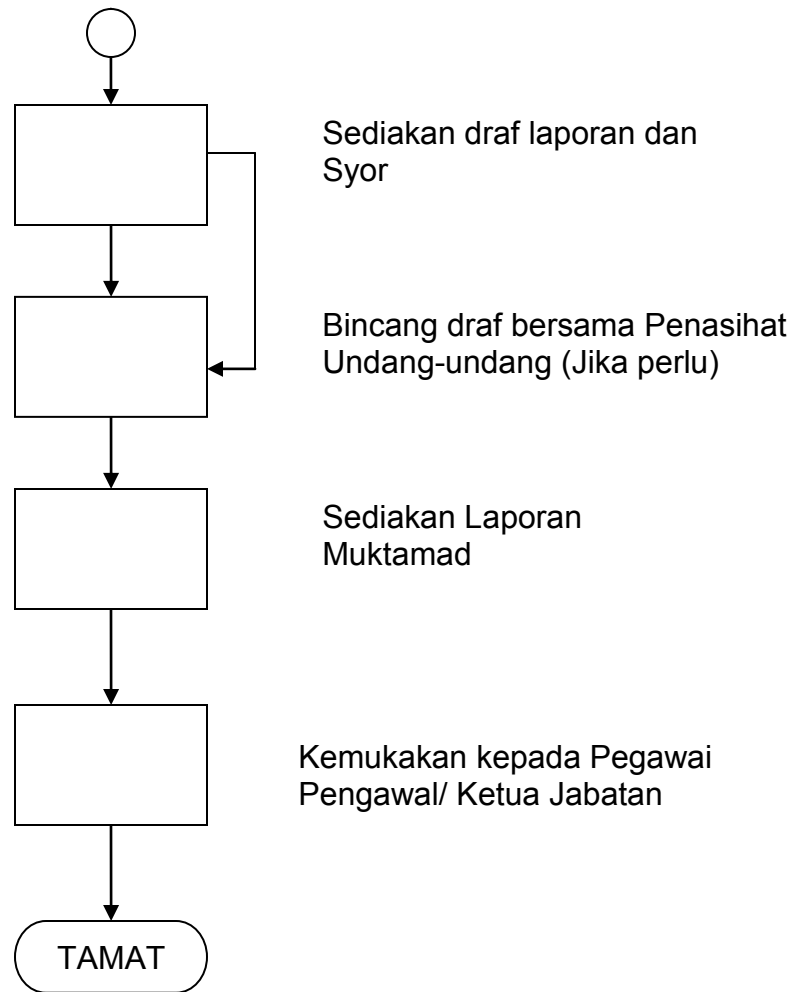 Sediakan draf laporan dan
Syor
Bincang draf bersama Penasihat
Undang-undang (Jika perlu)
Sediakan Laporan
Muktamad
Kemukakan kepada Pegawai
Pengawal/ Ketua Jabatan
TAMAT